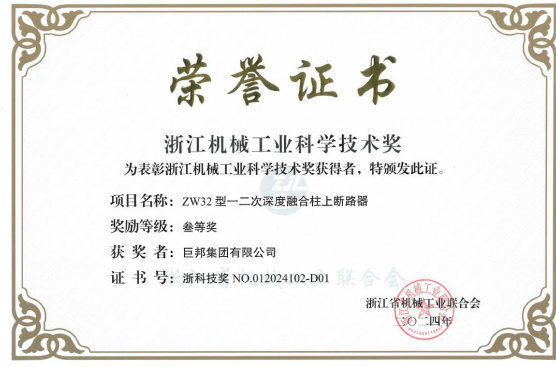 荣誉证书
浙江机械工业科学技术奖
为表彰浙江机械工业科学技术奖获得者，特颁发此证。
项目名称：ZW32 型一二次深度融合柱上断路器
奖励等级：叁等奖
获 奖 者：巨邦集团有限公司
证 书 号：浙科技奖 NO.012024102-D01
浙江省机械工业联合会
二〇二四年